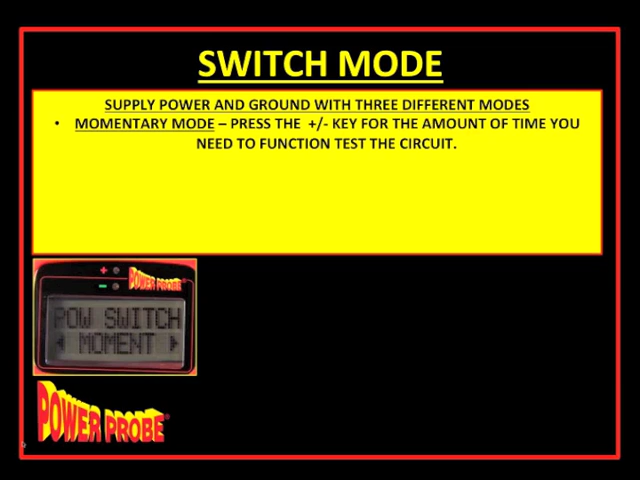 SWITCH MODE
SUPPLY POWER AND GROUND WITH THREE DIFFERENT MODES
• MOMENTARY MODE – PRESS THE +/- KEY FOR THE AMOUNT OF TIME YOU
NEED TO FUNCTION TEST THE CIRCUIT.
+
POWER PROBE®
-
POW SWITCH
MOMENT
POWER PROBE®